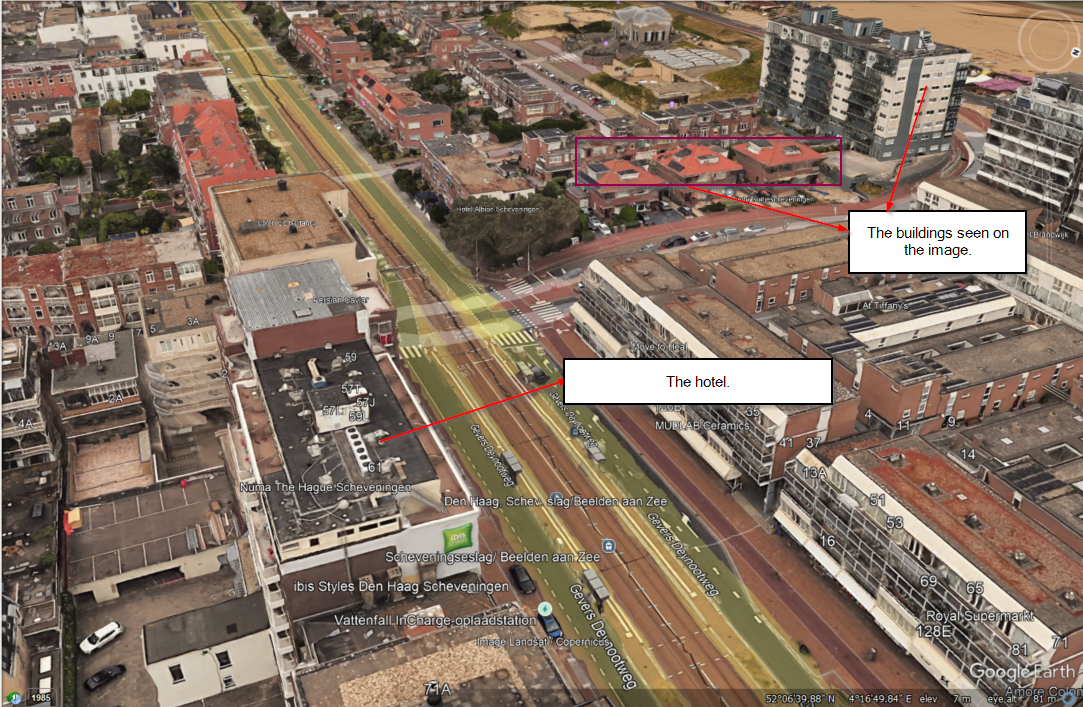 The buildings seen on
the image.
The hotel.
Hotel Albion Scheveningen
Persian Caviar
At Tiffany's
Move to Heal
MUDLAB Ceramics
5
3A
13A
9A
9
2A
4A
59
57T
57J
57L
59
61
35
41
37
4
11
9
14
13A
51
53
16
69
65
Royal Supermarkt
128E
81
71
Numa The Hague Scheveningen
Den Haag, Schev. slag/Beelden aan Zee
Scheveningseslag/ Beelden aan Zee
ibis
ibis Styles Den Haag Scheveningen
Vattenfall InCharge-oplaadstation
Image Landsat / Copernicus
Gevers Deynootweg
Gevers Deynootweg
Gevers Deynootweg
Gevers Deynootweg
71A
Google Earth
1985
52°06'39.88" N 4°16'49.84" E elev 7 m eye alt 81 m